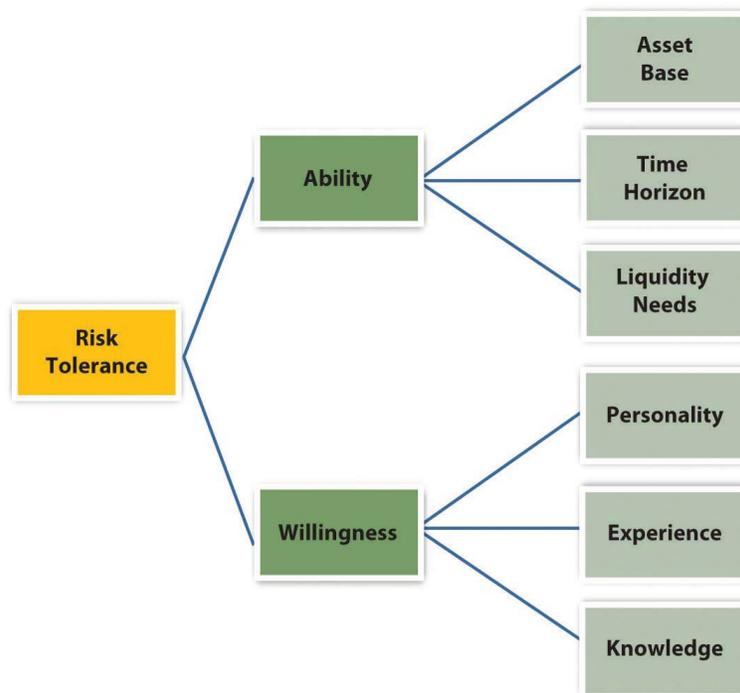 Asset
Base
Ability
Time
Horizon
Liquidity
Needs
Risk
Tolerance
Personality
Willingness
Experience
Knowledge